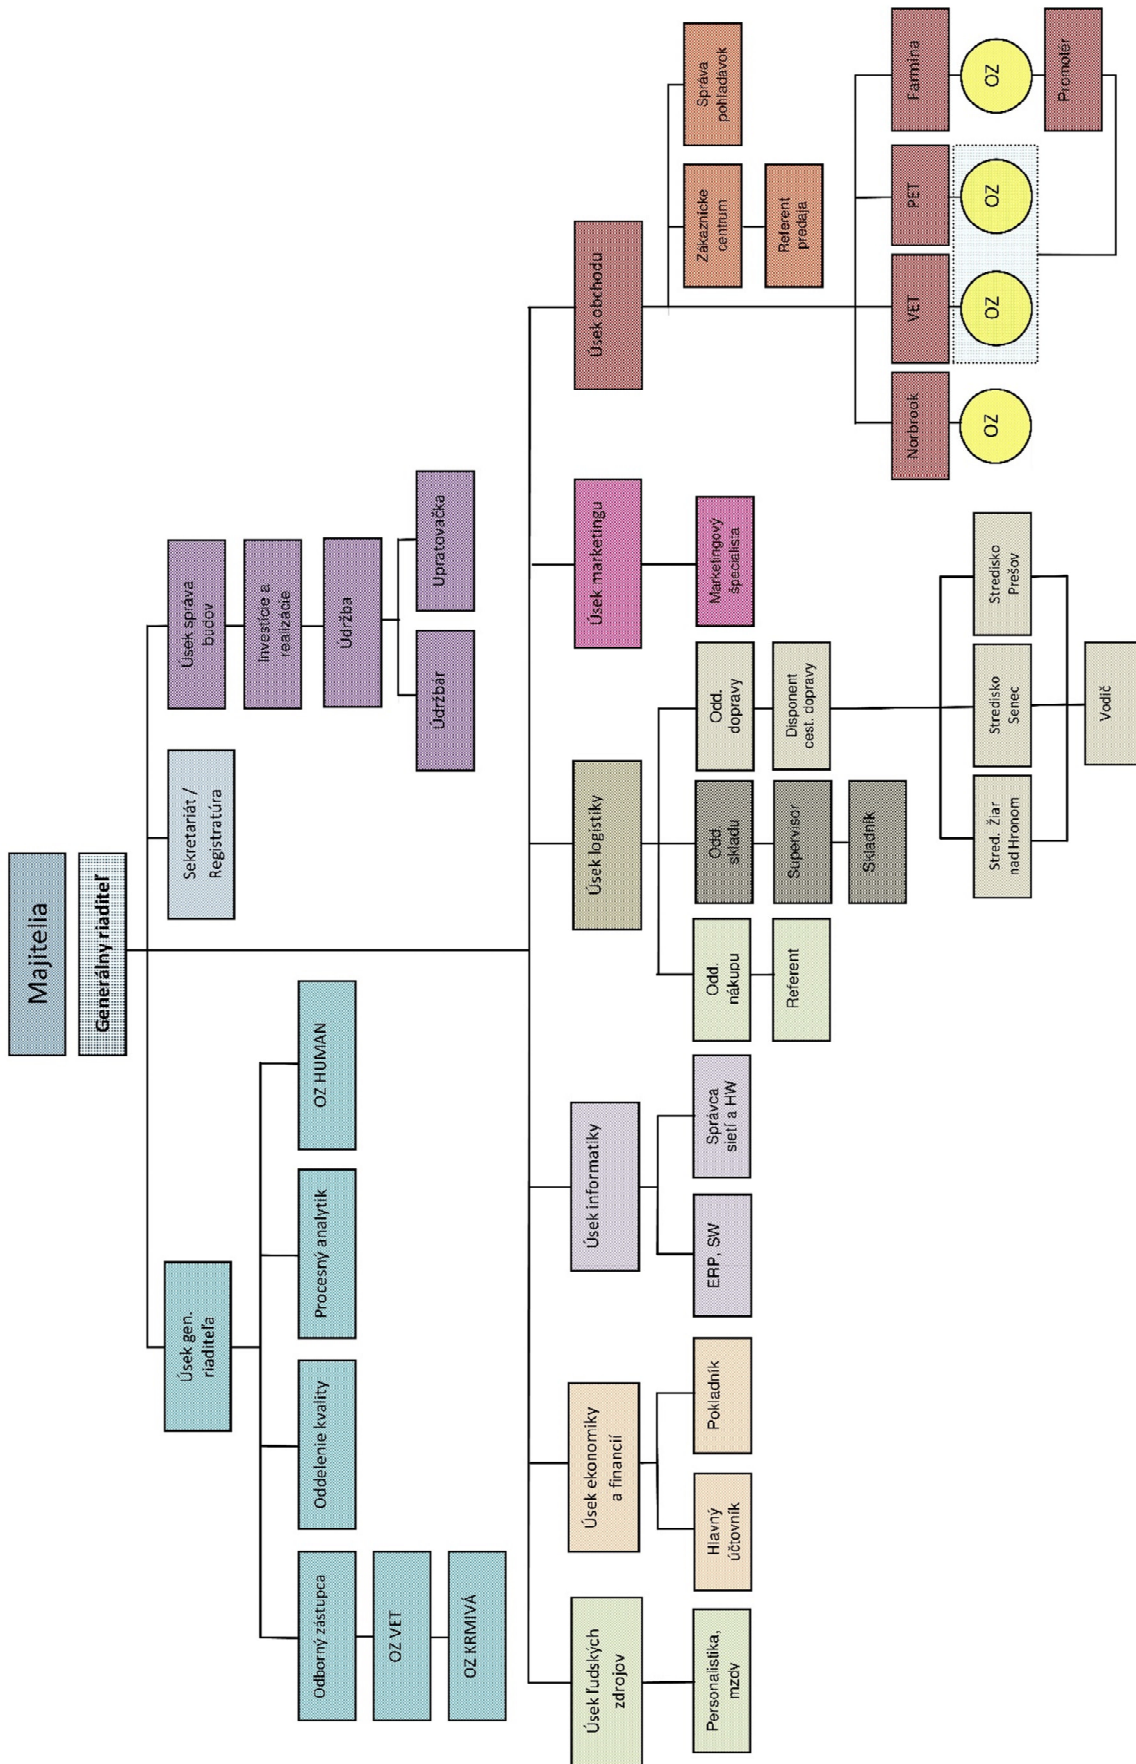 Majitelia
Generálny riaditeľ
Úsek gen.
riaditeľa
Sekretariát /
Registratúra
Úsek správa
budov
Odborný zástupca
Oddelenie kvality
Procesný analytik
OZ HUMAN
Investície a
realizácie
OZ VET
Údržba
OZ KRMIVÁ
Údržbár
Upratovačka
Úsek ľudských
zdrojov
Úsek ekonomiky
a financií
Úsek informatiky
Úsek logistiky
Úsek marketingu
Úsek obchodu
Personalistika,
mzdy
Hlavný
účtovník
Pokladník
ERP, SW
Správca
sietí a HW
Odd.
nákupu
Odd.
skladu
Odd.
dopravy
Marketingový
špecialista
Zákaznícke
centrum
Správa
pohľadávok
Referent
Supervisor
Disponent
cest. dopravy
Referent
predaja
Skladník
Norbrook
VET
PET
Farmina
Stred. Žiar
nad Hronom
Stredisko
Senec
Stredisko
Prešov
OZ
OZ
OZ
OZ
Vodič
Promotér